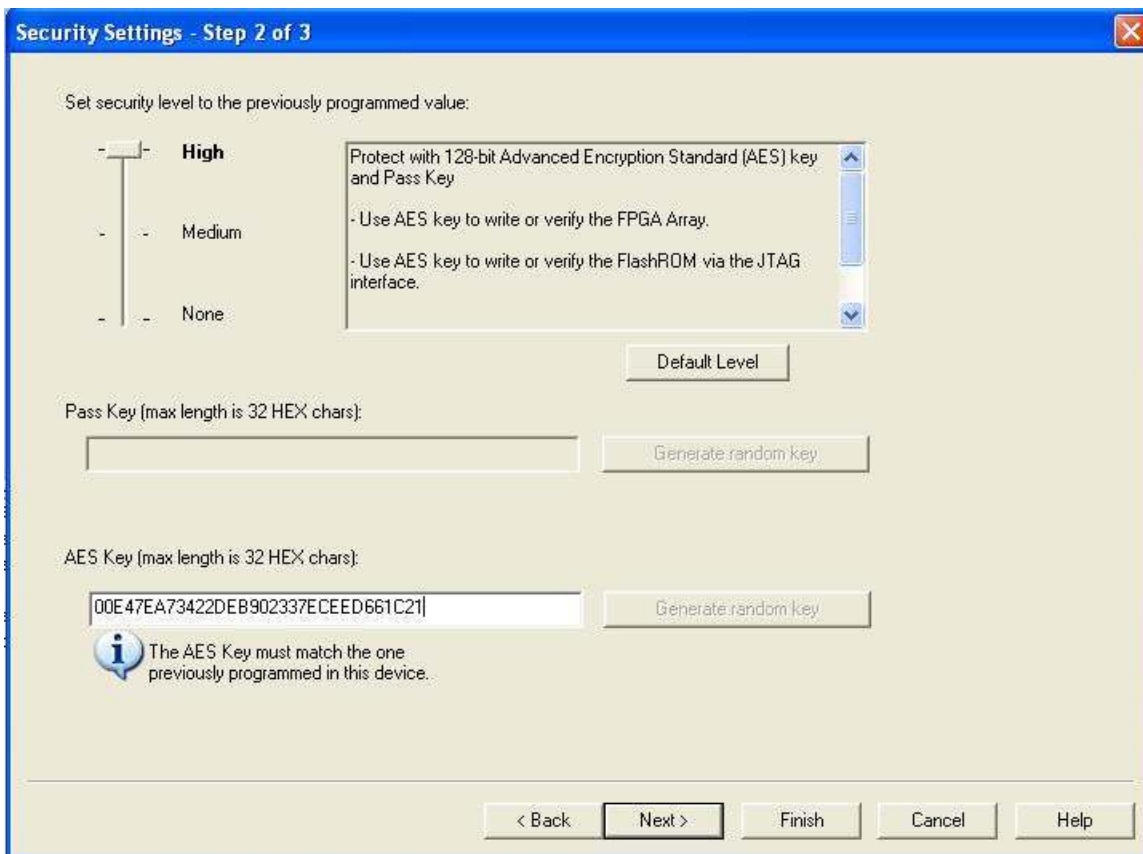 Security Settings - Step 2 of 3
Set security level to the previously programmed value:
High
Medium
None
Protect with 128-bit Advanced Encryption Standard (AES) key
and Pass Key
- Use AES key to write or verify the FPGA Array.
- Use AES key to write or verify the FlashROM via the JTAG
interface.
Default Level
Pass Key (max length is 32 HEX chars):
Generate random key
AES Key (max length is 32 HEX chars):
00E47EA73422DEB902337ECEED661C21
Generate random key
The AES Key must match the one
previously programmed in this device.
< Back
Next >
Finish
Cancel
Help